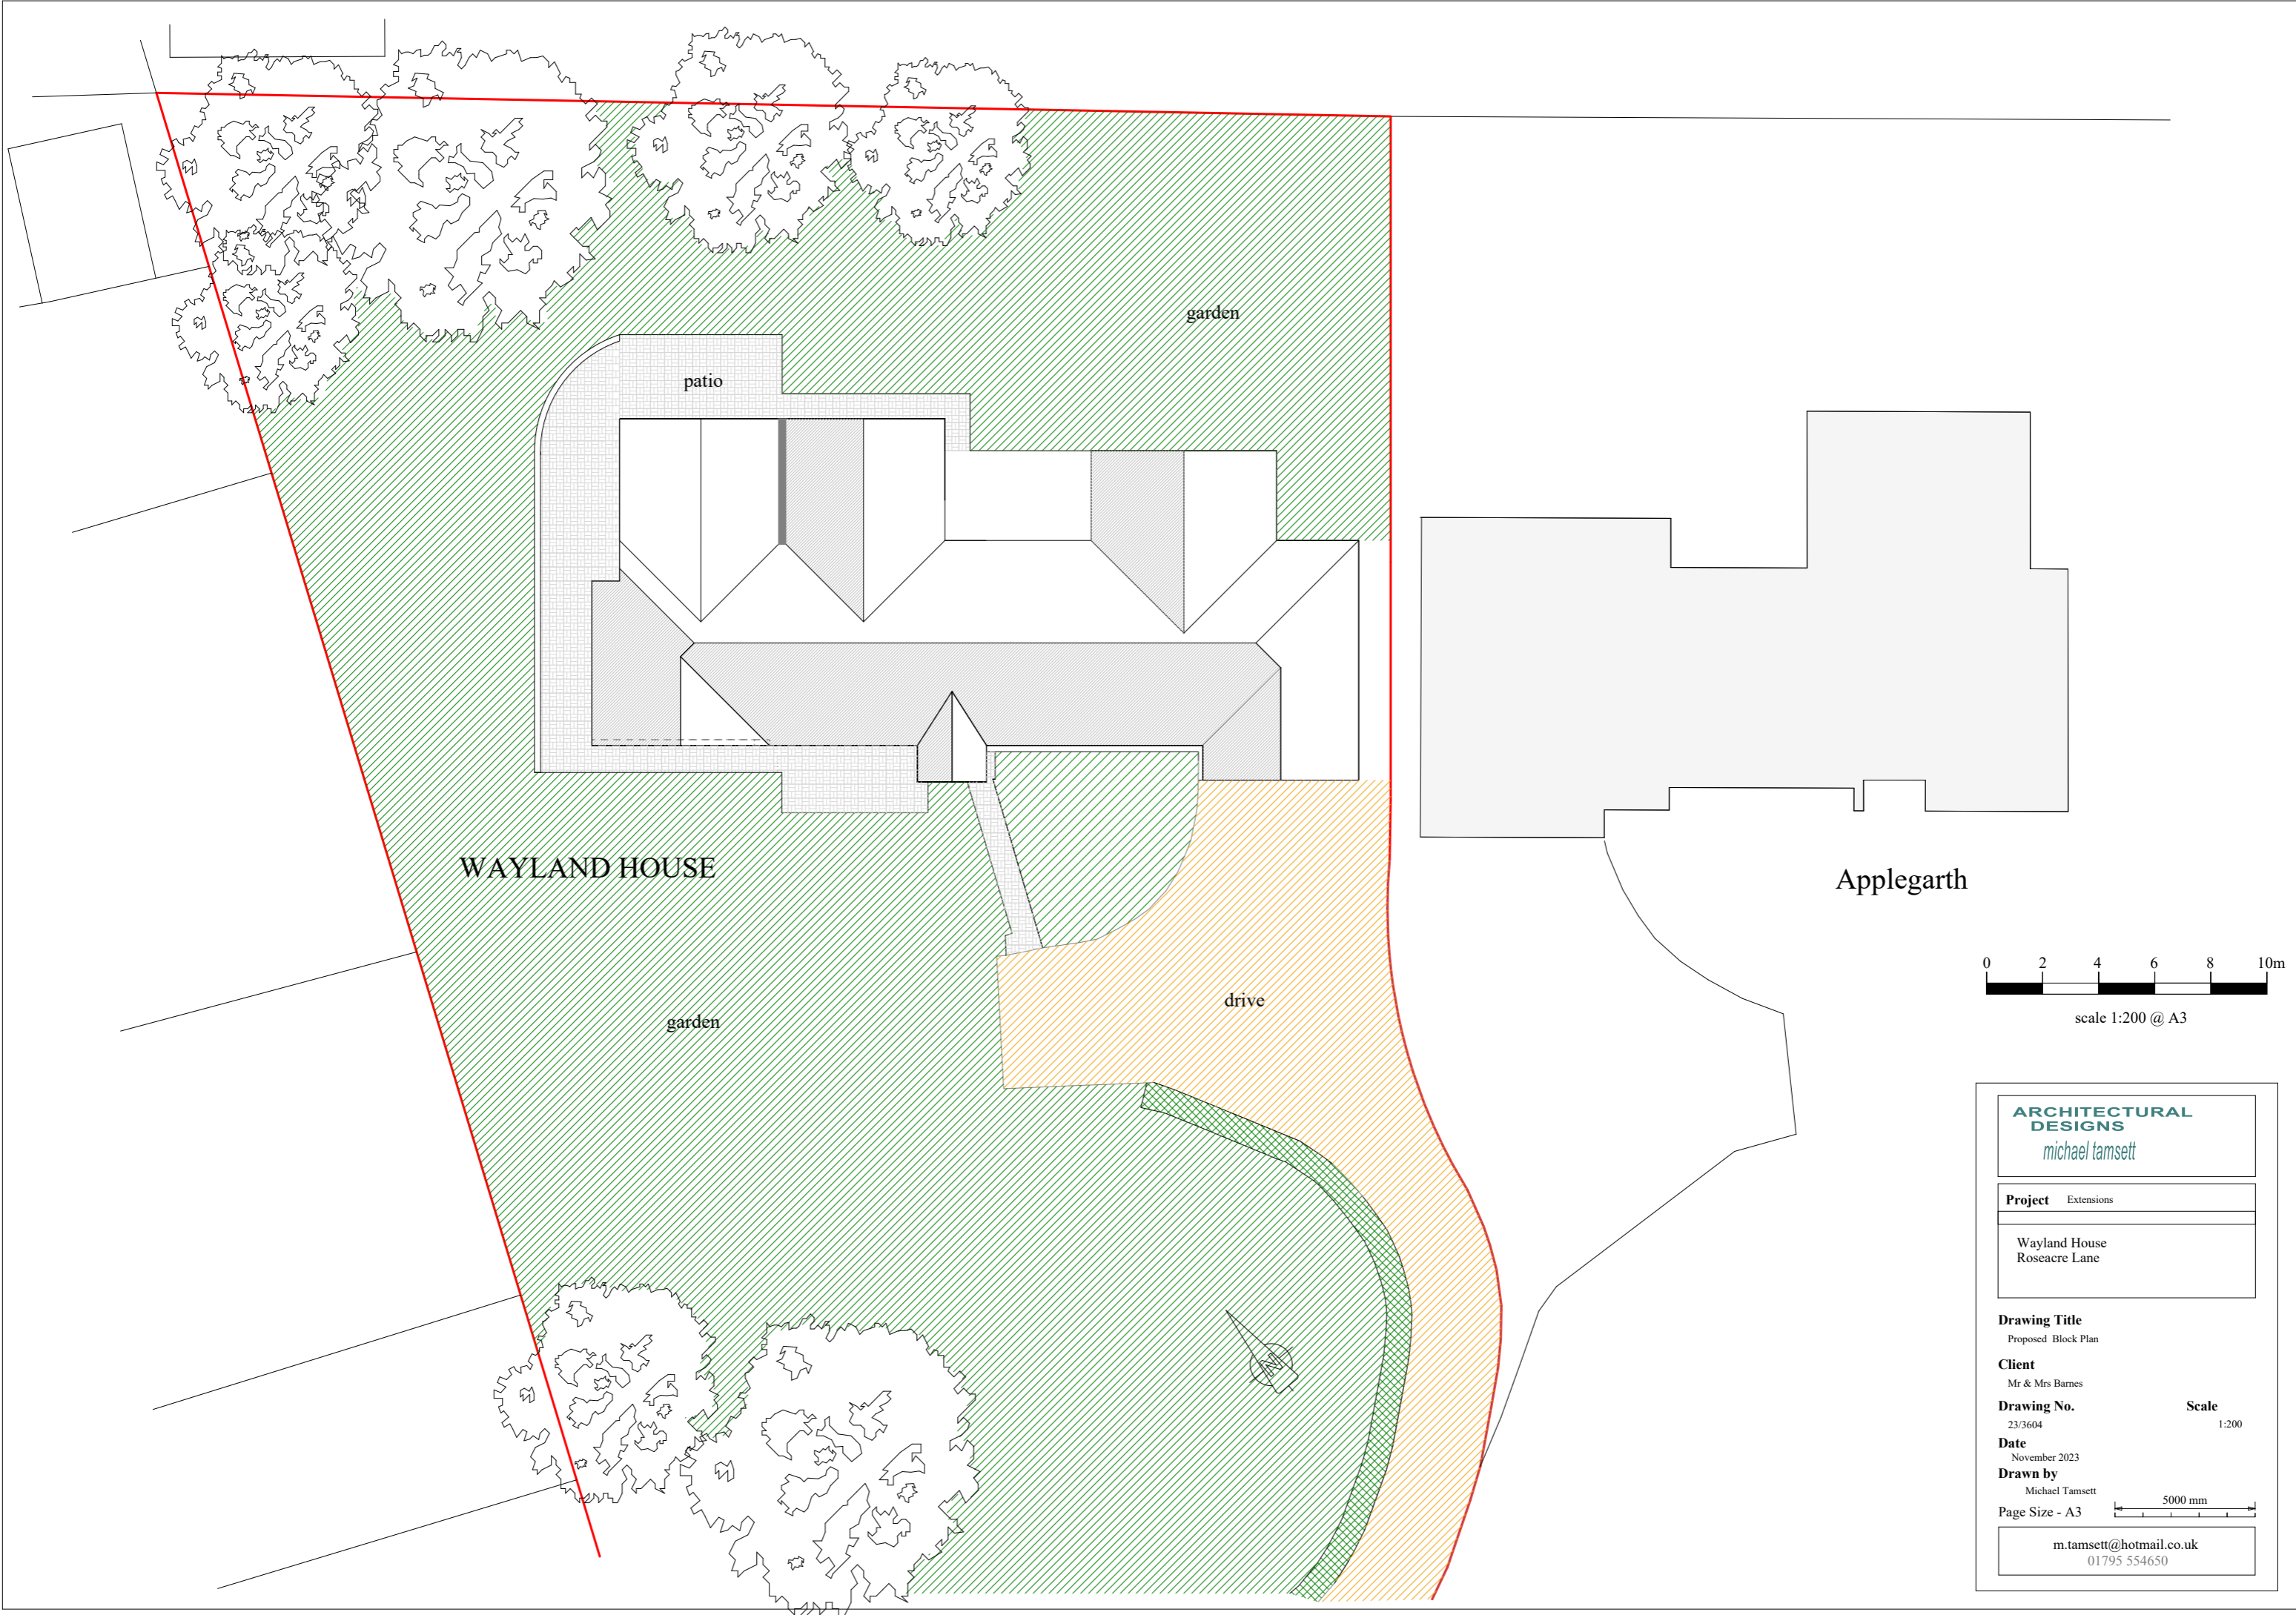 garden
patio
WAYLAND HOUSE
Applegarth
garden
drive
0 2 4 6 8 10m
scale 1:200 @ A3
N
ARCHITECTURAL
DESIGNS
michael tamsett
Project Extensions
Wayland House
Roseacre Lane
Drawing Title
Proposed Block Plan
Client
Mr & Mrs Barnes
Drawing No. Scale
23/3604 1:200
Date
November 2023
Drawn by
Michael Tamsett
Page Size - A3 5000 mm
m.tamsett@hotmail.co.uk
01795 554650